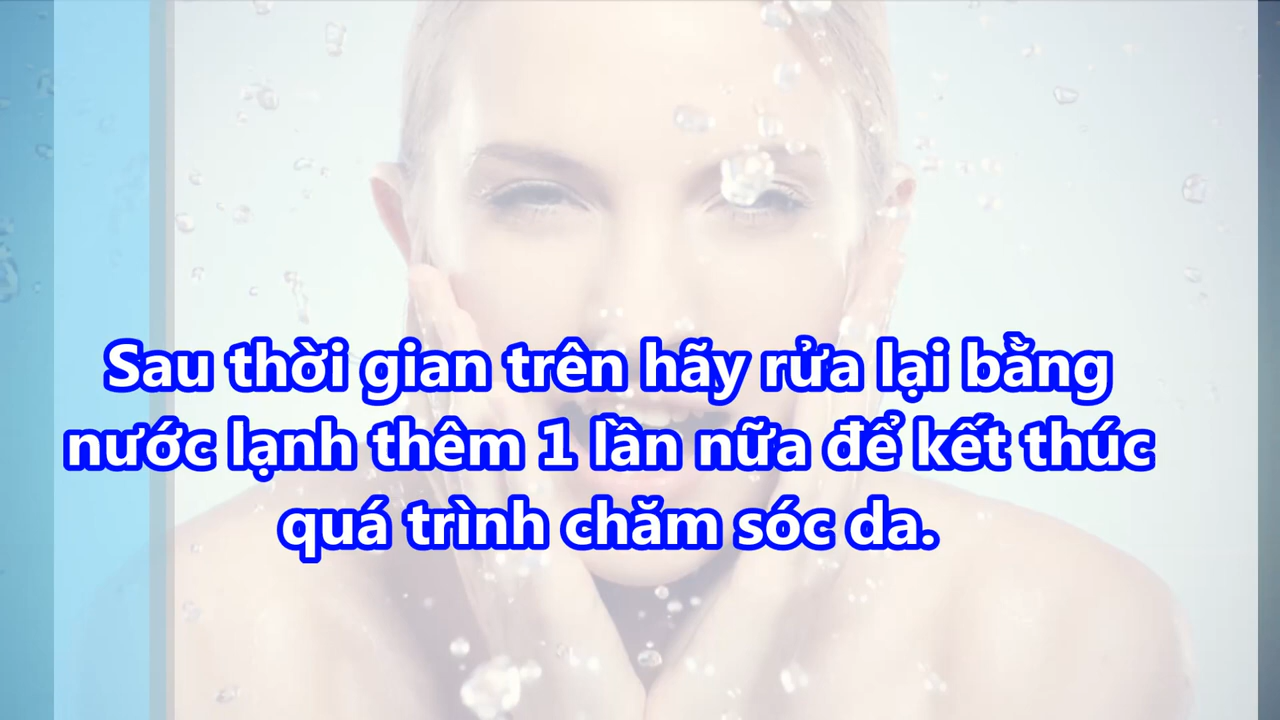 Sau thời gian trên hãy rửa lại bằng
nước lạnh thêm 1 lần nữa để kết thúc
quá trình chăm sóc da.